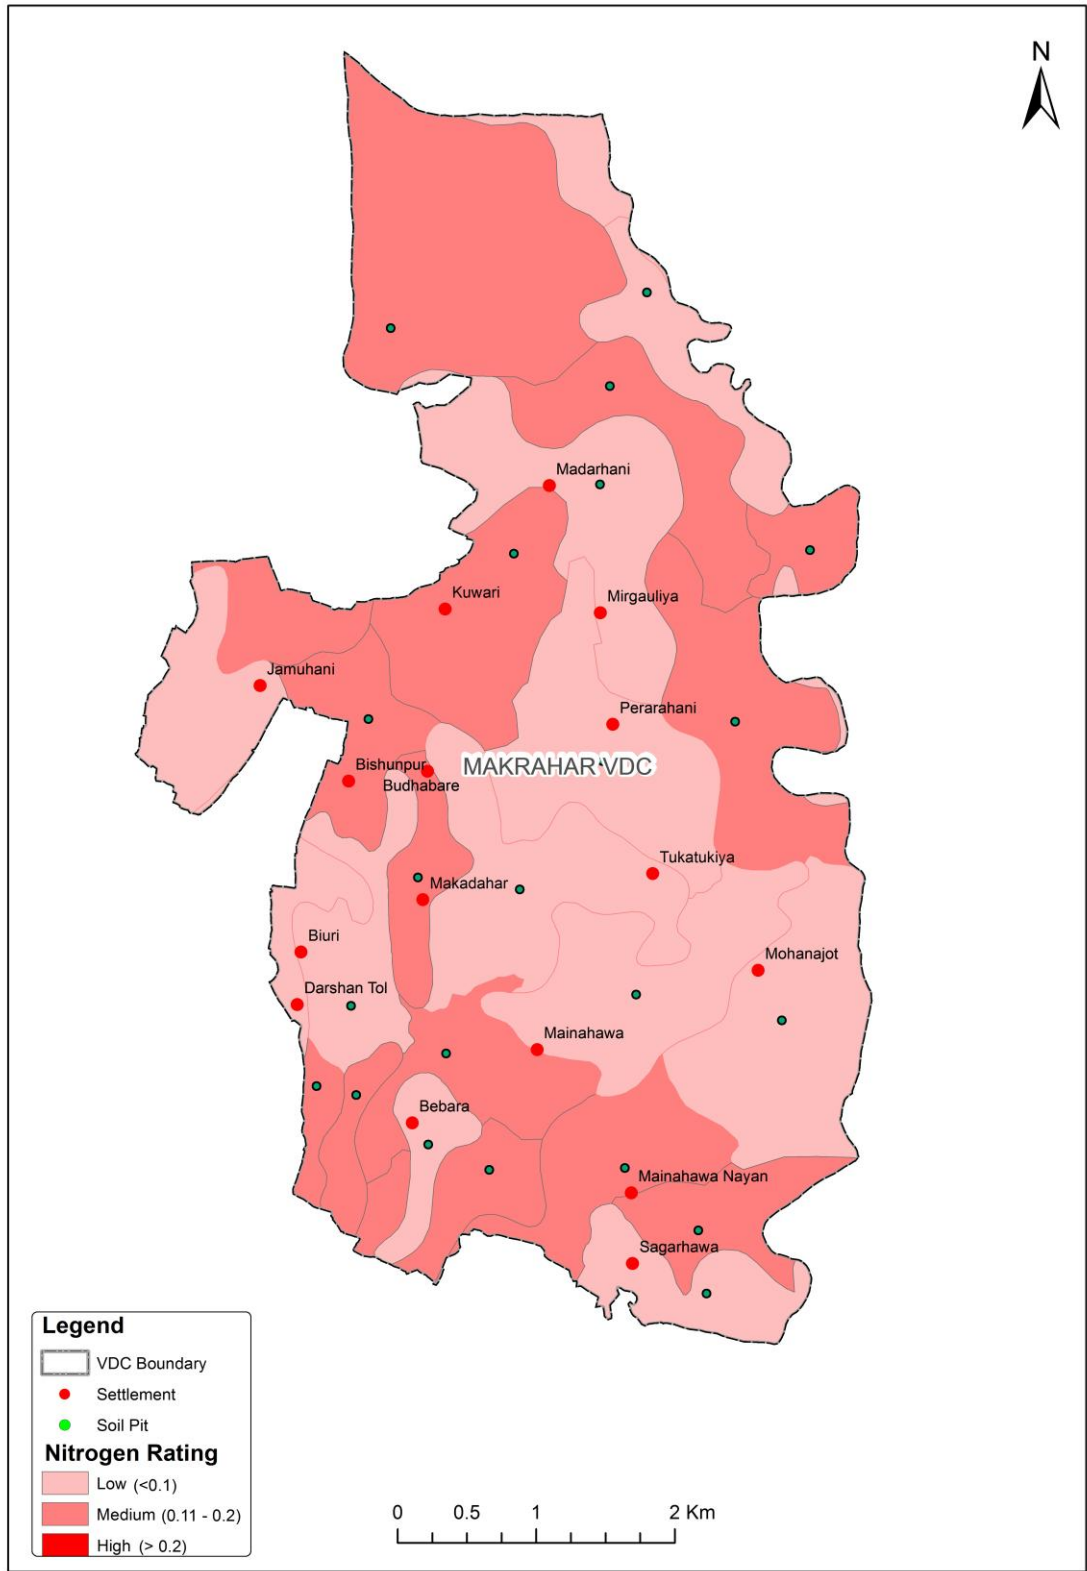 N
Madarhani
Kuwari
Mirgauliya
Jamuhani
Perarahani
Bishunpur
MAKRAHAR VDC
Budhabare
Tukatukiya
Makadahar
Biuri
Mohanajot
Darshan Tol
Mainahawa
Bebara
Mainahawa Nayan
Sagarhawa
Legend
VDC Boundary
Settlement
Soil Pit
Nitrogen Rating
Low (<0.1)
Medium (0.11 - 0.2)
High (> 0.2)
0 0.5 1 2 Km